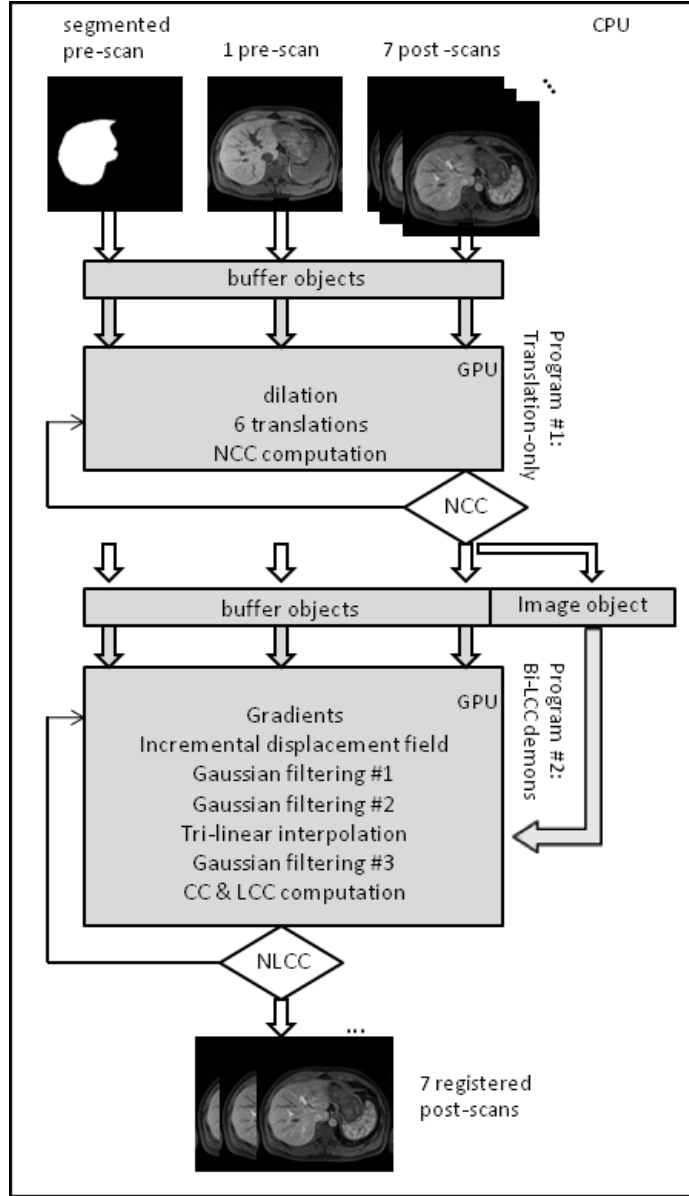 segmented
pre-scan
1 pre-scan
7 post -scans
CPU
...
buffer objects
GPU
dilation
6 translations
NCC computation
Program #1:
Translation-only
NCC
buffer objects
Image object
GPU
Gradients
Incremental displacement field
Gaussian filtering #1
Gaussian filtering #2
Tri-linear interpolation
Gaussian filtering #3
CC & LCC computation
Program #2:
Bi-LCC demons
NLCC
...
7 registered
post-scans